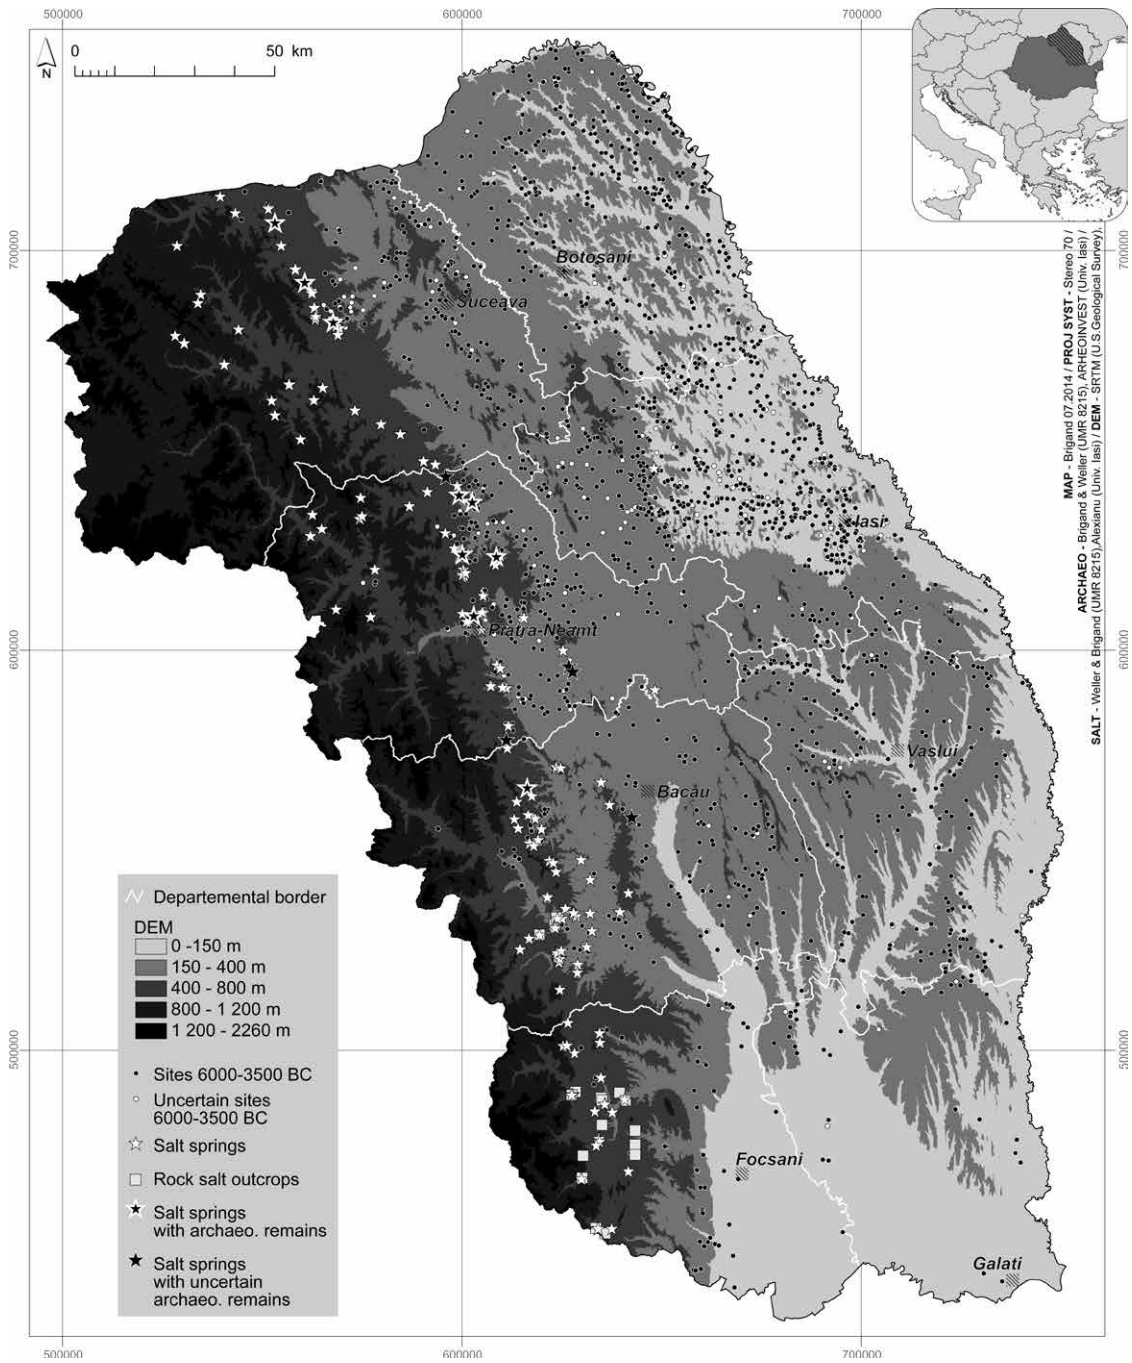 500000
600000
700000
N
0
50 km
700000
700000
Botosani
Suceava
Iasi
600000
600000
Piatra-Neamt
Vaslui
Bacău
500000
500000
Focsani
Galati
MAP - Brigand 07.2014 / PROJ SYST - Stereo 70 /
ARCHAEO - Brigand & Weller (UMR 8215), ARHEOINVEST (Univ. Iasi) /
SALT - Weller & Brigand (UMR 8215),Alexianu (Univ. Iasi) / DEM - SRTM (U.S.Geological Survey).
Departemental border
DEM
0 -150 m
150 - 400 m
400 - 800 m
800 - 1 200 m
1 200 - 2260 m
Sites 6000-3500 BC
Uncertain sites
6000-3500 BC
Salt springs
Rock salt outcrops
Salt springs
with archaeo. remains
Salt springs
with uncertain
archaeo. remains
500000
600000
700000